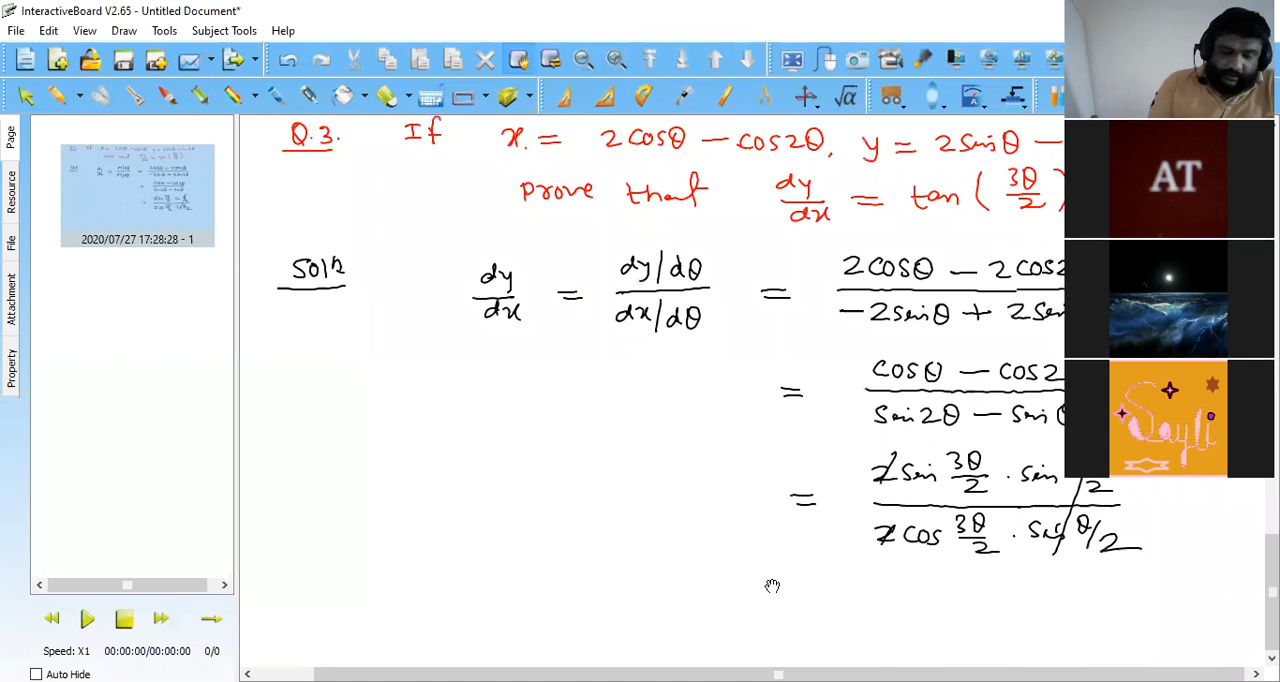 InteractiveBoard V2.65 - Untitled Document*
File Edit View Draw Tools Subject Tools Help
Page
Resource
File
Attachment
Property
2020/07/27 17:28:28 - 1
Speed: X1 00:00:00/00:00:00 0/0
Auto Hide
Q.3. If x = 2cosθ − cos2θ, y = 2sinθ −
prove that dy/dx = tan(3θ/2)
Soln dy/dx = dy/dθ / dx/dθ = 2cosθ − 2cos2 / −2sinθ + 2sin
= cosθ − cos2 / sin2θ − sinθ
= 2sin 3θ/2 · sin /2 / 2cos 3θ/2 · sin θ/2
AT
Sayli